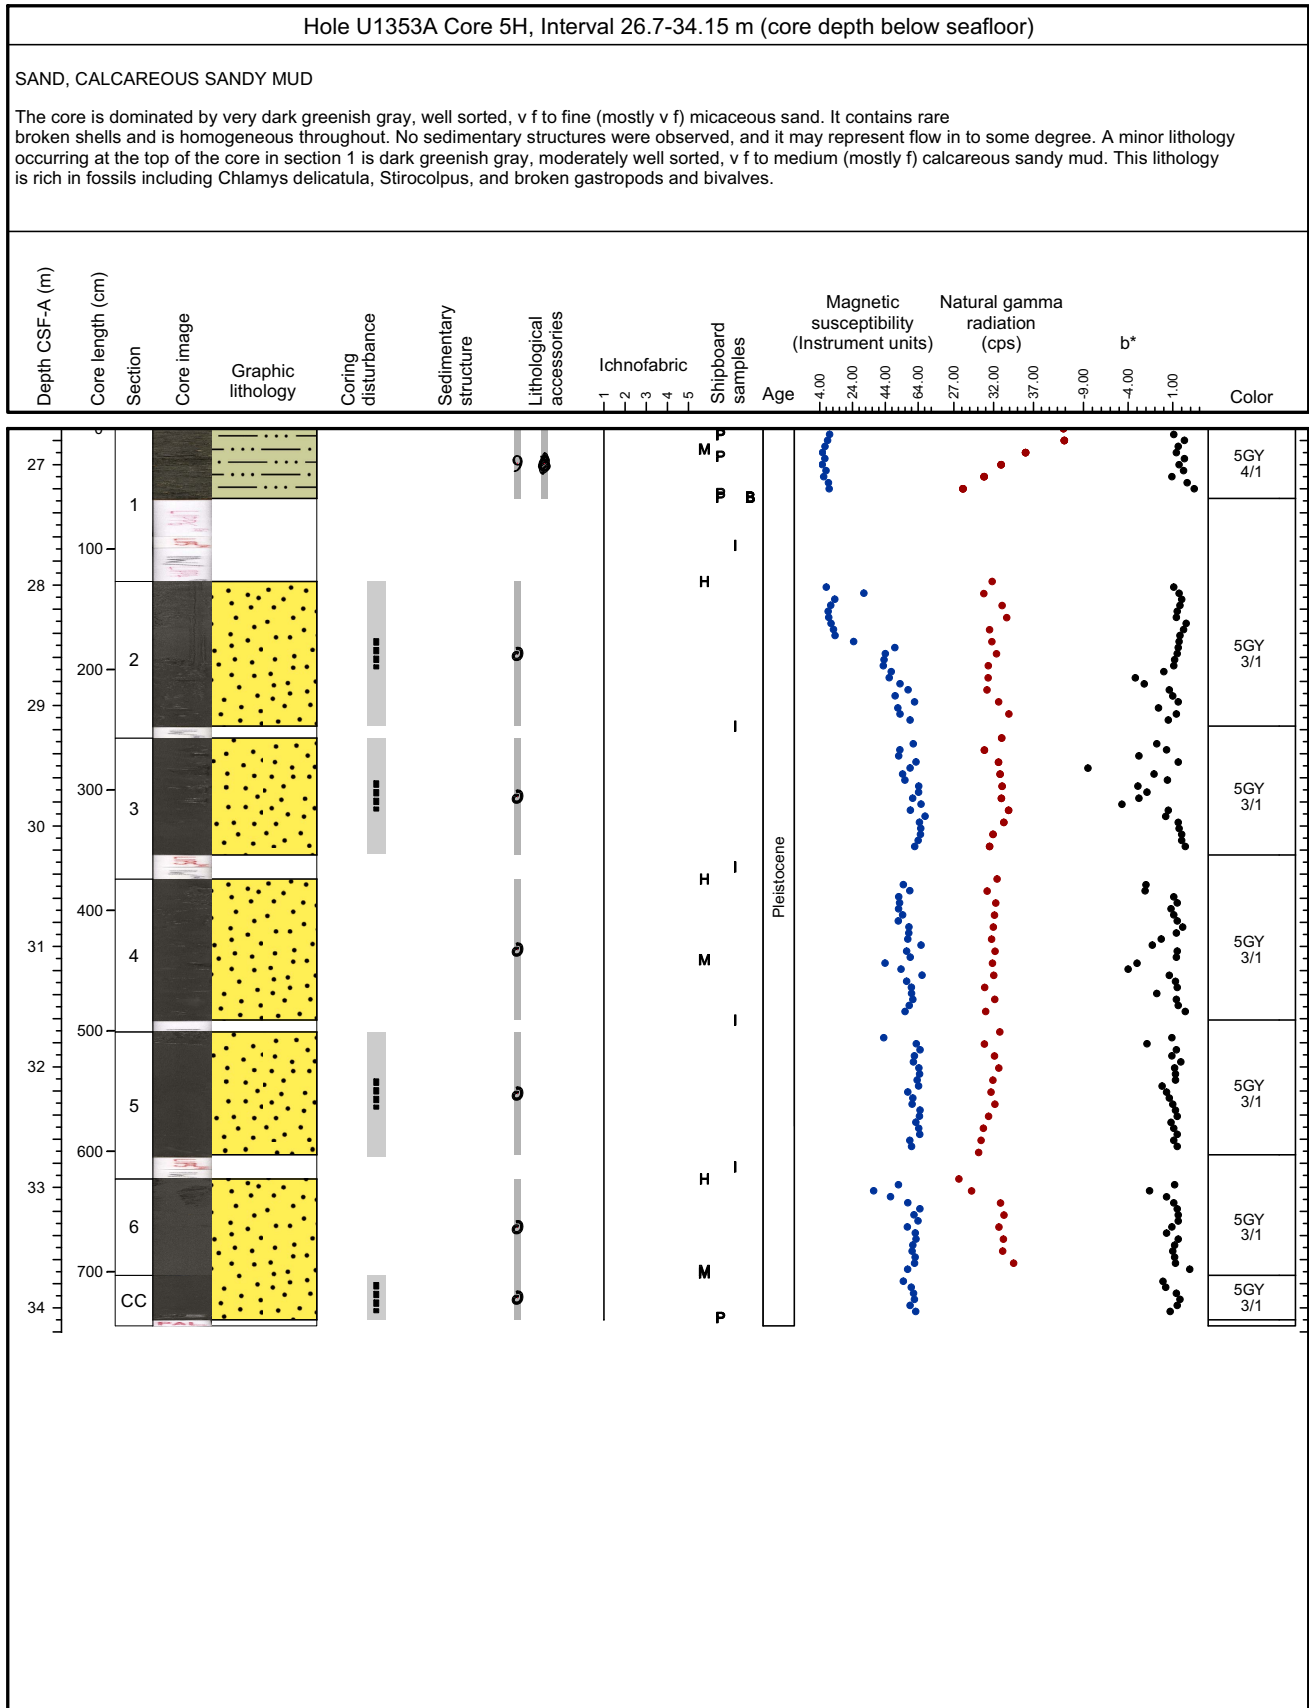 Hole U1353A Core 5H, Interval 26.7-34.15 m (core depth below seafloor)
SAND, CALCAREOUS SANDY MUD
The core is dominated by very dark greenish gray, well sorted, v f to fine (mostly v f) micaceous sand. It contains rare
broken shells and is homogeneous throughout. No sedimentary structures were observed, and it may represent flow in to some degree. A minor lithology
occurring at the top of the core in section 1 is dark greenish gray, moderately well sorted, v f to medium (mostly f) calcareous sandy mud. This lithology
is rich in fossils including Chlamys delicatula, Stirocolpus, and broken gastropods and bivalves.
Depth CSF-A (m)
Core length (cm)
Section
Core image
Graphic
lithology
Coring
disturbance
Sedimentary
structure
Lithological
accessories
Ichnofabric
1 2 3 4 5
Shipboard
samples
Age
Magnetic
susceptibility
(Instrument units)
4.00 24.00 44.00 64.00
Natural gamma
radiation
(cps)
27.00 32.00 37.00
b*
-9.00 -4.00 1.00
Color
27
28
29
30
31
32
33
34
0
100
200
300
400
500
600
700
1
2
3
4
5
6
CC
P
M
P
P
P B
I
H
I
I
H
M
I
I
H
M
P
Pleistocene
5GY
4/1
5GY
3/1
5GY
3/1
5GY
3/1
5GY
3/1
5GY
3/1
5GY
3/1